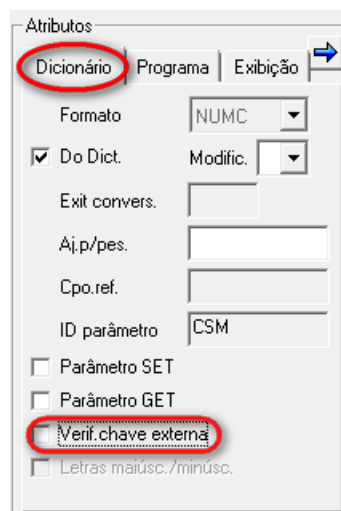 Atributos
Dicionário Programa Exibição
Formato NUMC
Do Dict. Modific.
Exit convers.
Aj.p/pes.
Cpo.ref.
ID parâmetro CSM
Parâmetro SET
Parâmetro GET
Verif.chave externa
Letras maiúsc./minúsc.